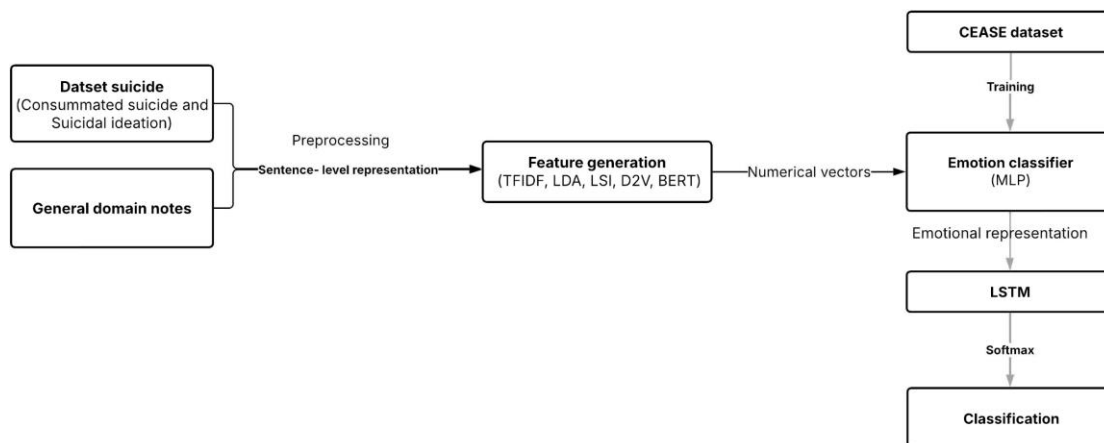 Datset suicide
(Consummated suicide and
Suicidal ideation)
General domain notes
Preprocessing
Sentence- level representation
Feature generation
(TFIDF, LDA, LSI, D2V, BERT)
Numerical vectors
CEASE dataset
Training
Emotion classifier
(MLP)
Emotional representation
LSTM
Softmax
Classification